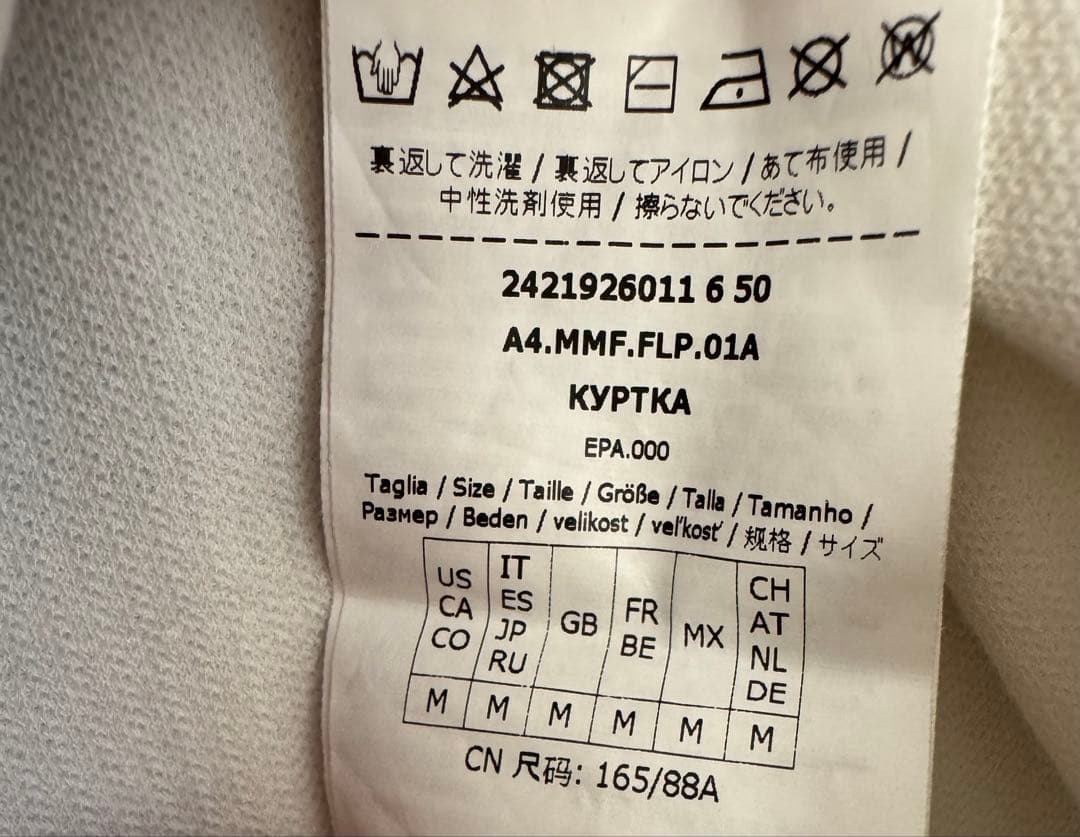 裏返して洗濯 / 裏返してアイロン / あて布使用 /
中性洗剤使用 / 擦らないでください。
2421926011 6 50
A4.MMF.FLP.01A
КУРТКА
EPA.000
Taglia / Size / Taille / Größe / Talla / Tamanho /
Размер / Beden / velikost / veľkosť / 规格 / サイズ
US CA CO IT ES JP RU GB FR BE MX CH AT NL DE
M M M M M M
CN 尺码: 165/88A